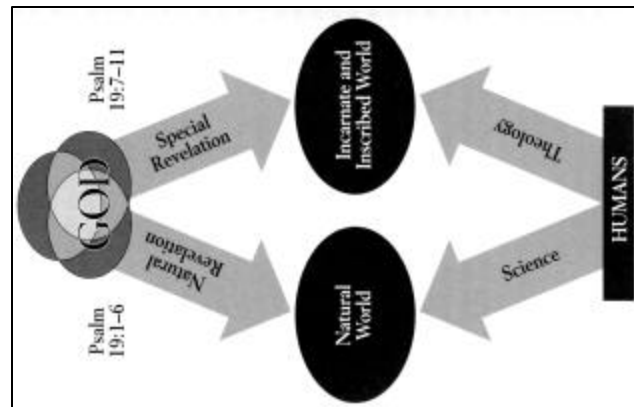 Psalm
19:1–6
GOD
Psalm
19:7–11
Natural
Revelation
Special
Revelation
Natural
World
Incarnate and
Inscribed World
Science
Theology
HUMANS